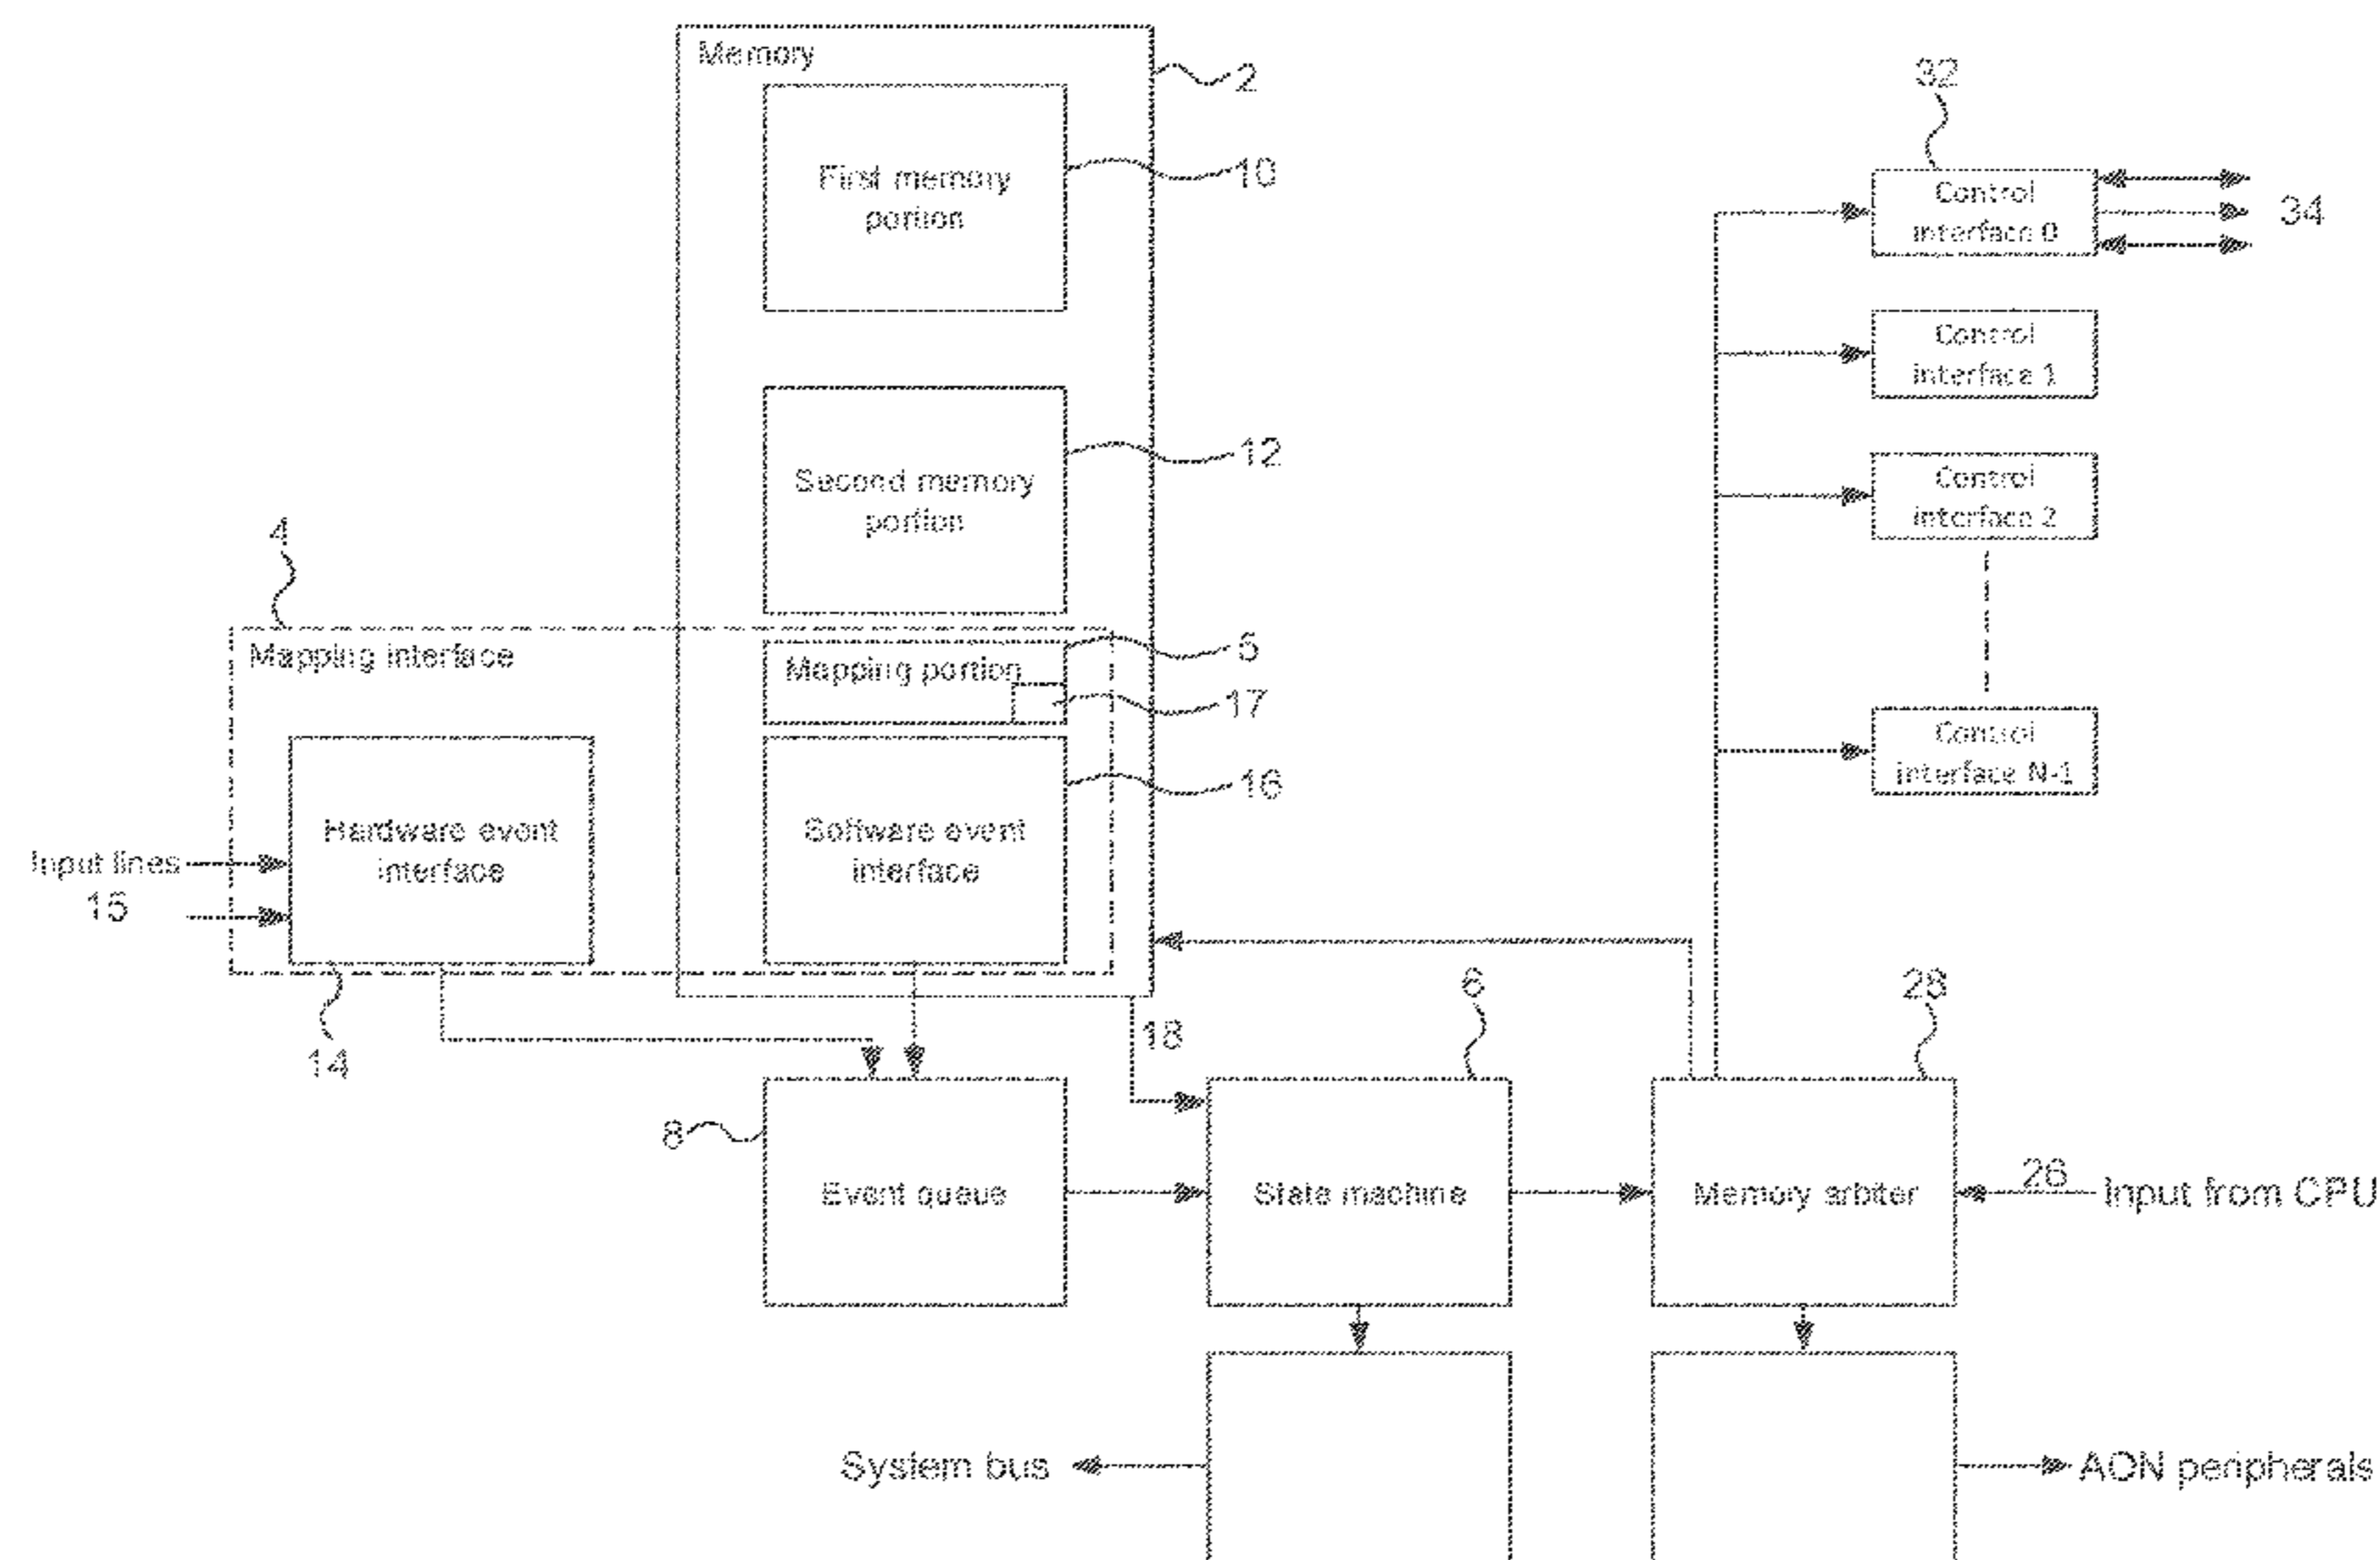 Memory
2
First memory
portion
10
Second memory
portion
12
4
Mapping interface
Mapping portion
5
17
Hardware event
interface
Software event
interface
16
Input lines
15
14
18
8
Event queue
6
State machine
28
Memory arbiter
26
Input from CPU
32
Control
interface 0
34
Control
interface 1
Control
interface 2
Control
interface N-1
System bus
AON peripherals